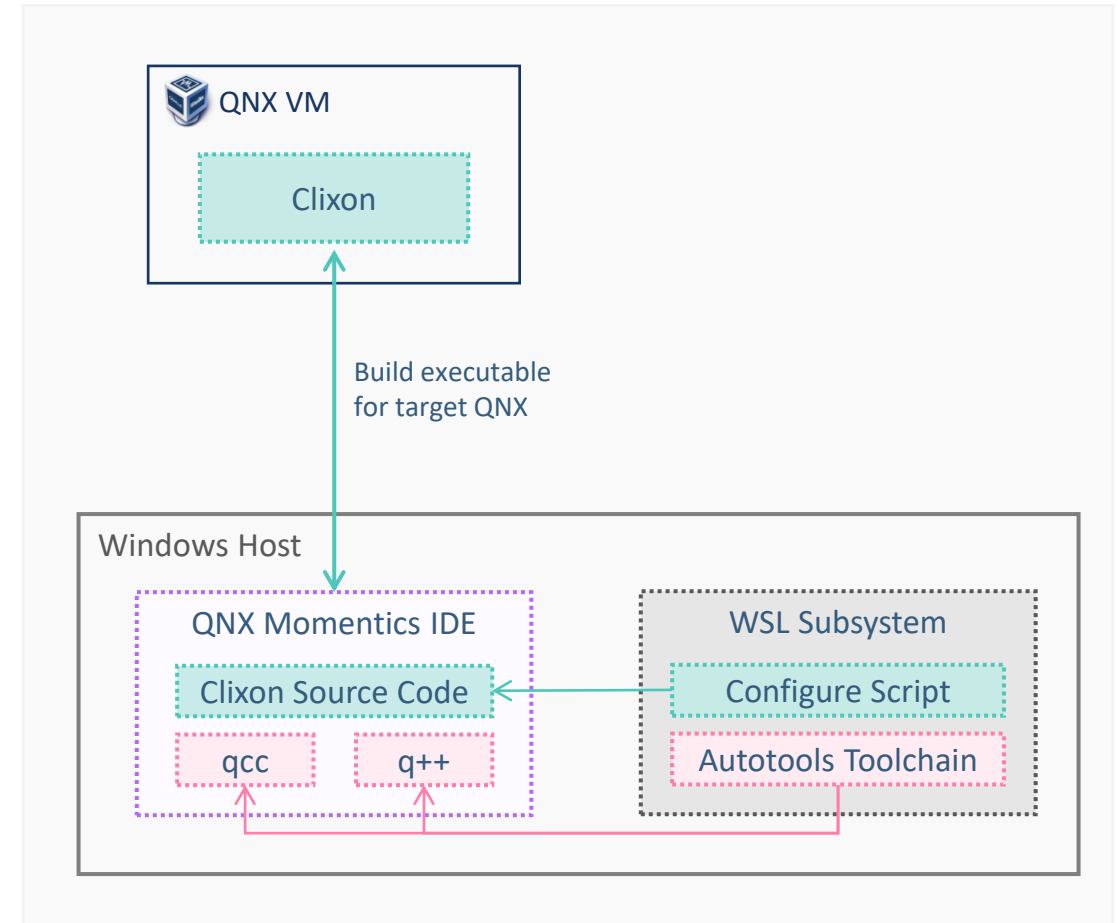 QNX VM
Clixon
Build executable
for target QNX
Windows Host
QNX Momentics IDE
WSL Subsystem
Clixon Source Code
Configure Script
qcc
q++
Autotools Toolchain